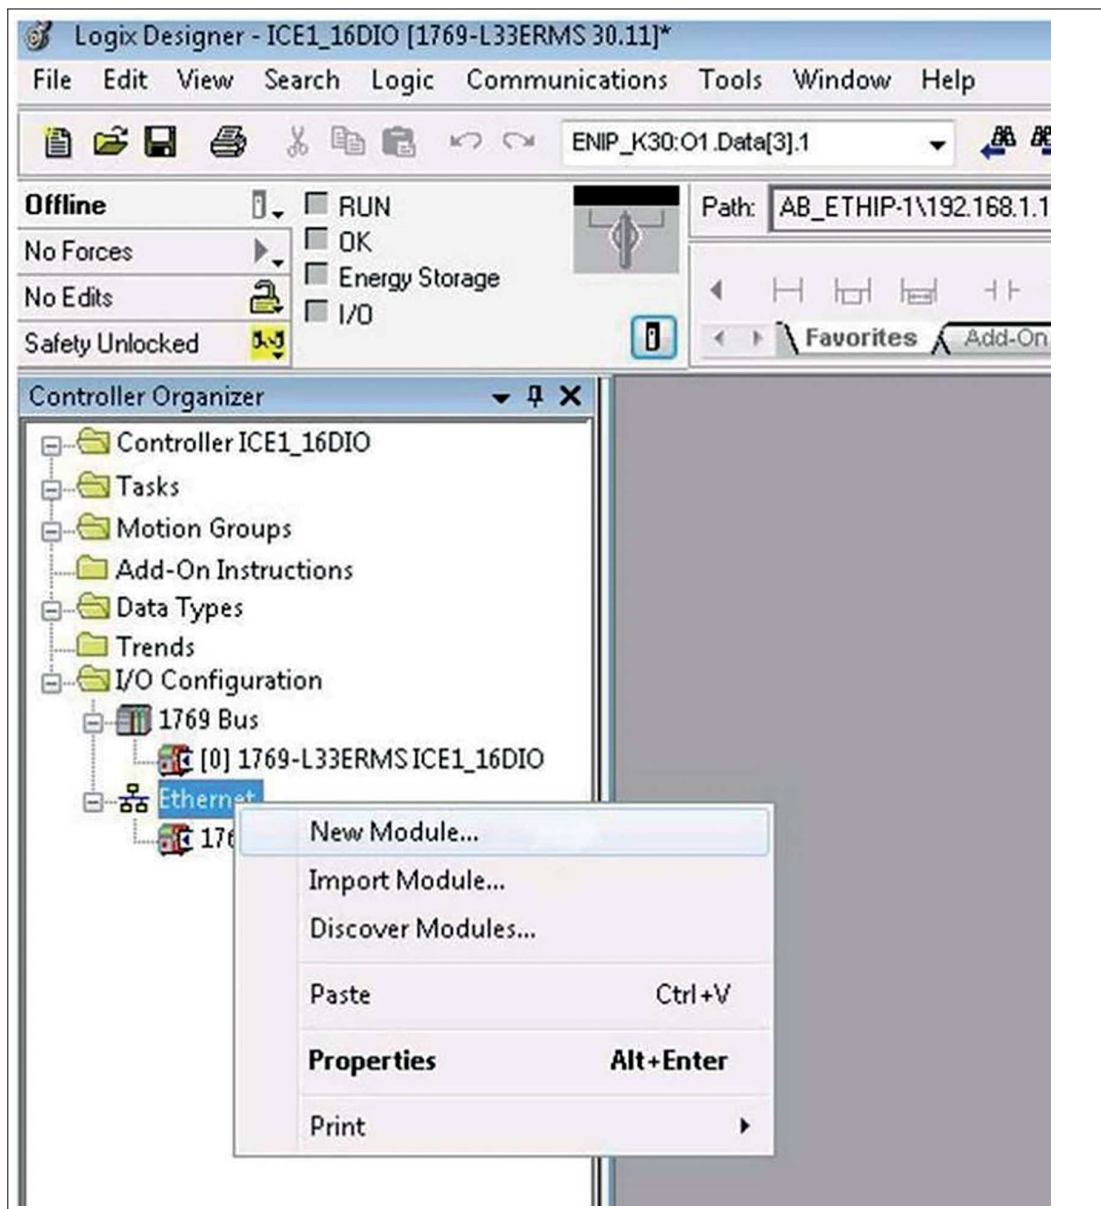 Logix Designer - ICE1_16DIO [1769-L33ERMS 30.11]*
File Edit View Search Logic Communications Tools Window Help
ENIP_K30:O1.Data[3].1
Offline
No Forces
No Edits
Safety Unlocked
RUN
OK
Energy Storage
I/O
Path: AB_ETHIP-1\192.168.1.1
Favorites Add-On
Controller Organizer
Controller ICE1_16DIO
Tasks
Motion Groups
Add-On Instructions
Data Types
Trends
I/O Configuration
1769 Bus
[0] 1769-L33ERMS ICE1_16DIO
Ethernet
176
New Module...
Import Module...
Discover Modules...
Paste Ctrl+V
Properties Alt+Enter
Print